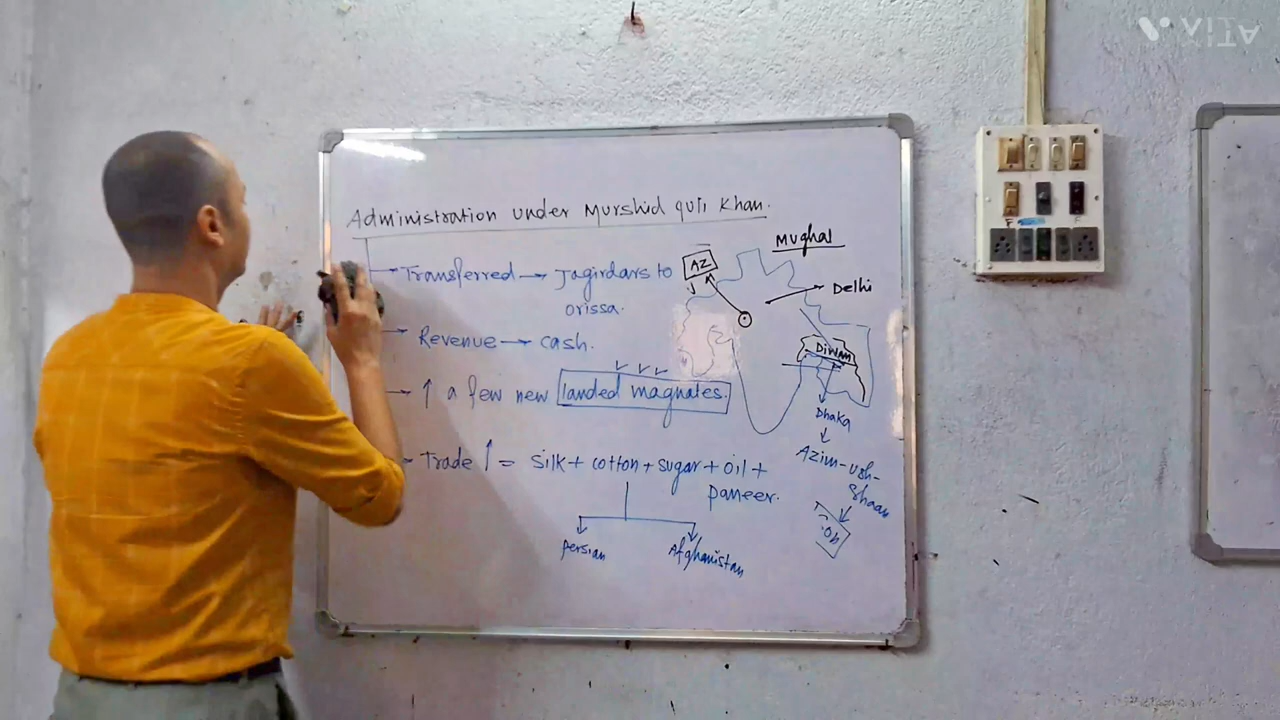 Administration under Murshid quli Khan.
Transferred → Jagirdars to
orissa.
Revenue → cash.
↑ a few new landed magnates.
Trade ↑ = Silk + cotton + sugar + oil +
paneer.
Persian
Afghanistan
Mughal
AZ
Delhi
Diwan
Dhaka
Azim-ush-
Shaan
VITA